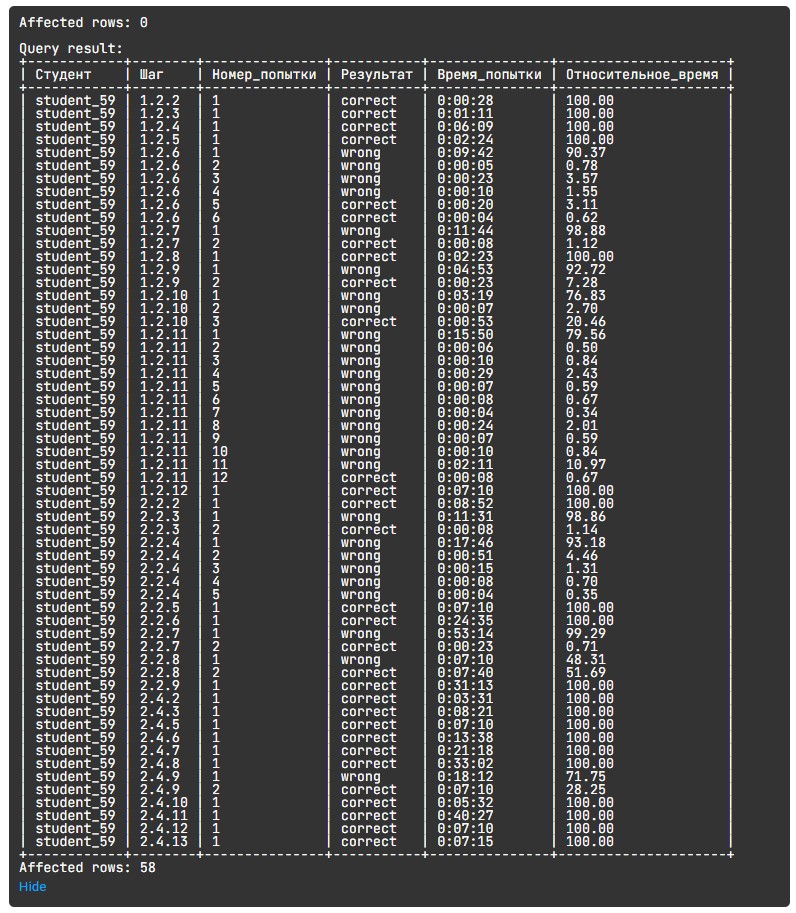 Affected rows: 0
Query result:
+------------+--------+---------------+-----------+---------------+---------------------+
| Студент    | Шаг    | Номер_попытки | Результат | Время_попытки | Относительное_время |
+------------+--------+---------------+-----------+---------------+---------------------+
| student_59 | 1.2.2  | 1             | correct   | 0:00:28       | 100.00              |
| student_59 | 1.2.3  | 1             | correct   | 0:01:11       | 100.00              |
| student_59 | 1.2.4  | 1             | correct   | 0:06:09       | 100.00              |
| student_59 | 1.2.5  | 1             | correct   | 0:02:24       | 100.00              |
| student_59 | 1.2.6  | 1             | wrong     | 0:09:42       | 90.37               |
| student_59 | 1.2.6  | 2             | wrong     | 0:00:05       | 0.78                |
| student_59 | 1.2.6  | 3             | wrong     | 0:00:23       | 3.57                |
| student_59 | 1.2.6  | 4             | wrong     | 0:00:10       | 1.55                |
| student_59 | 1.2.6  | 5             | correct   | 0:00:20       | 3.11                |
| student_59 | 1.2.6  | 6             | correct   | 0:00:04       | 0.62                |
| student_59 | 1.2.7  | 1             | wrong     | 0:11:44       | 98.88               |
| student_59 | 1.2.7  | 2             | correct   | 0:00:08       | 1.12                |
| student_59 | 1.2.8  | 1             | correct   | 0:02:23       | 100.00              |
| student_59 | 1.2.9  | 1             | wrong     | 0:04:53       | 92.72               |
| student_59 | 1.2.9  | 2             | correct   | 0:00:23       | 7.28                |
| student_59 | 1.2.10 | 1             | wrong     | 0:03:19       | 76.83               |
| student_59 | 1.2.10 | 2             | wrong     | 0:00:07       | 2.70                |
| student_59 | 1.2.10 | 3             | correct   | 0:00:53       | 20.46               |
| student_59 | 1.2.11 | 1             | wrong     | 0:15:50       | 79.56               |
| student_59 | 1.2.11 | 2             | wrong     | 0:00:06       | 0.50                |
| student_59 | 1.2.11 | 3             | wrong     | 0:00:10       | 0.84                |
| student_59 | 1.2.11 | 4             | wrong     | 0:00:29       | 2.43                |
| student_59 | 1.2.11 | 5             | wrong     | 0:00:07       | 0.59                |
| student_59 | 1.2.11 | 6             | wrong     | 0:00:08       | 0.67                |
| student_59 | 1.2.11 | 7             | wrong     | 0:00:04       | 0.34                |
| student_59 | 1.2.11 | 8             | wrong     | 0:00:24       | 2.01                |
| student_59 | 1.2.11 | 9             | wrong     | 0:00:07       | 0.59                |
| student_59 | 1.2.11 | 10            | wrong     | 0:00:10       | 0.84                |
| student_59 | 1.2.11 | 11            | wrong     | 0:02:11       | 10.97               |
| student_59 | 1.2.11 | 12            | correct   | 0:00:08       | 0.67                |
| student_59 | 1.2.12 | 1             | correct   | 0:07:10       | 100.00              |
| student_59 | 2.2.2  | 1             | correct   | 0:08:52       | 100.00              |
| student_59 | 2.2.3  | 1             | wrong     | 0:11:31       | 98.86               |
| student_59 | 2.2.3  | 2             | correct   | 0:00:08       | 1.14                |
| student_59 | 2.2.4  | 1             | wrong     | 0:17:46       | 93.18               |
| student_59 | 2.2.4  | 2             | wrong     | 0:00:51       | 4.46                |
| student_59 | 2.2.4  | 3             | wrong     | 0:00:15       | 1.31                |
| student_59 | 2.2.4  | 4             | wrong     | 0:00:08       | 0.70                |
| student_59 | 2.2.4  | 5             | wrong     | 0:00:04       | 0.35                |
| student_59 | 2.2.5  | 1             | correct   | 0:07:10       | 100.00              |
| student_59 | 2.2.6  | 1             | correct   | 0:24:35       | 100.00              |
| student_59 | 2.2.7  | 1             | wrong     | 0:53:14       | 99.29               |
| student_59 | 2.2.7  | 2             | correct   | 0:00:23       | 0.71                |
| student_59 | 2.2.8  | 1             | wrong     | 0:07:10       | 48.31               |
| student_59 | 2.2.8  | 2             | correct   | 0:07:40       | 51.69               |
| student_59 | 2.2.9  | 1             | correct   | 0:31:13       | 100.00              |
| student_59 | 2.4.2  | 1             | correct   | 0:03:31       | 100.00              |
| student_59 | 2.4.3  | 1             | correct   | 0:08:21       | 100.00              |
| student_59 | 2.4.5  | 1             | correct   | 0:07:10       | 100.00              |
| student_59 | 2.4.6  | 1             | correct   | 0:13:38       | 100.00              |
| student_59 | 2.4.7  | 1             | correct   | 0:21:18       | 100.00              |
| student_59 | 2.4.8  | 1             | correct   | 0:33:02       | 100.00              |
| student_59 | 2.4.9  | 1             | wrong     | 0:18:12       | 71.75               |
| student_59 | 2.4.9  | 2             | correct   | 0:07:10       | 28.25               |
| student_59 | 2.4.10 | 1             | correct   | 0:05:32       | 100.00              |
| student_59 | 2.4.11 | 1             | correct   | 0:40:27       | 100.00              |
| student_59 | 2.4.12 | 1             | correct   | 0:07:10       | 100.00              |
| student_59 | 2.4.13 | 1             | correct   | 0:07:15       | 100.00              |
+------------+--------+---------------+-----------+---------------+---------------------+
Affected rows: 58
Hide